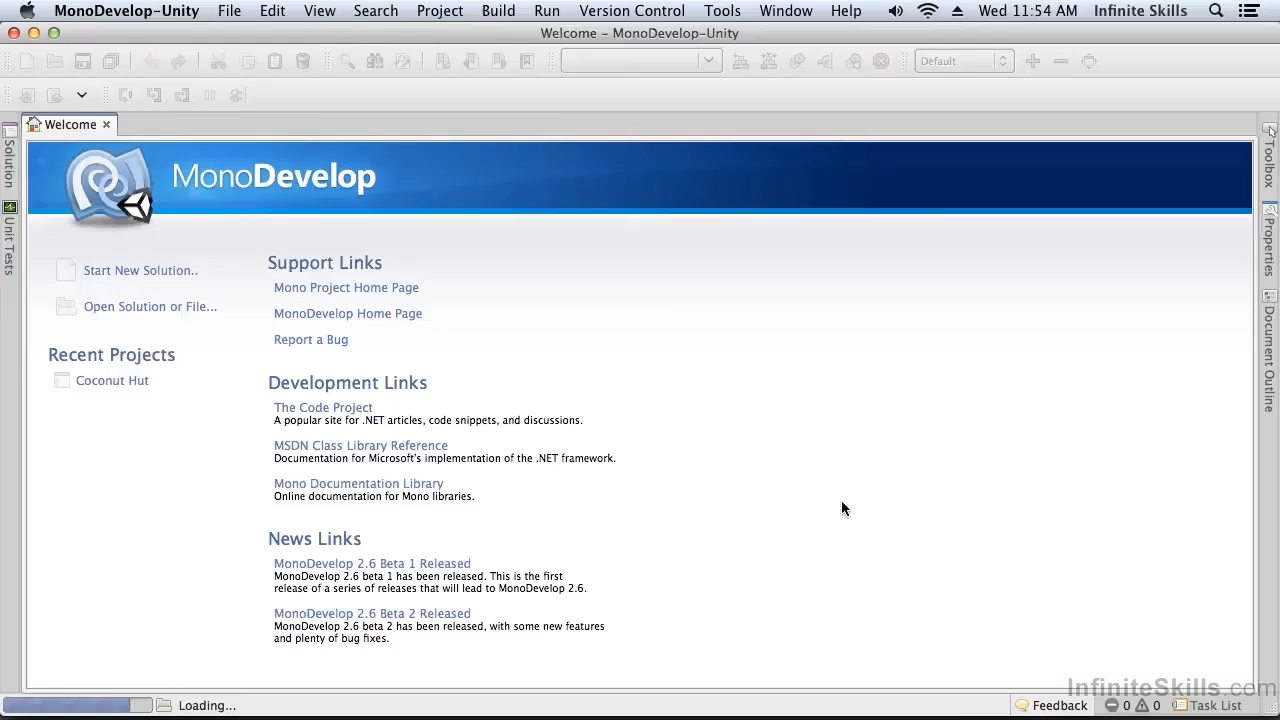 MonoDevelop-Unity File Edit View Search Project Build Run Version Control Tools Window Help Wed 11:54 AM Infinite Skills
Welcome – MonoDevelop-Unity
Default
Welcome
Solution
Unit Tests
Toolbox
Properties
Document Outline
MonoDevelop
Start New Solution..
Open Solution or File...
Recent Projects
Coconut Hut
Support Links
Mono Project Home Page
MonoDevelop Home Page
Report a Bug
Development Links
The Code Project
A popular site for .NET articles, code snippets, and discussions.
MSDN Class Library Reference
Documentation for Microsoft's implementation of the .NET framework.
Mono Documentation Library
Online documentation for Mono libraries.
News Links
MonoDevelop 2.6 Beta 1 Released
MonoDevelop 2.6 beta 1 has been released. This is the first
release of a series of releases that will lead to MonoDevelop 2.6.
MonoDevelop 2.6 Beta 2 Released
MonoDevelop 2.6 beta 2 has been released, with some new features
and plenty of bug fixes.
InfiniteSkills.com
Loading... Feedback 0 0 Task List